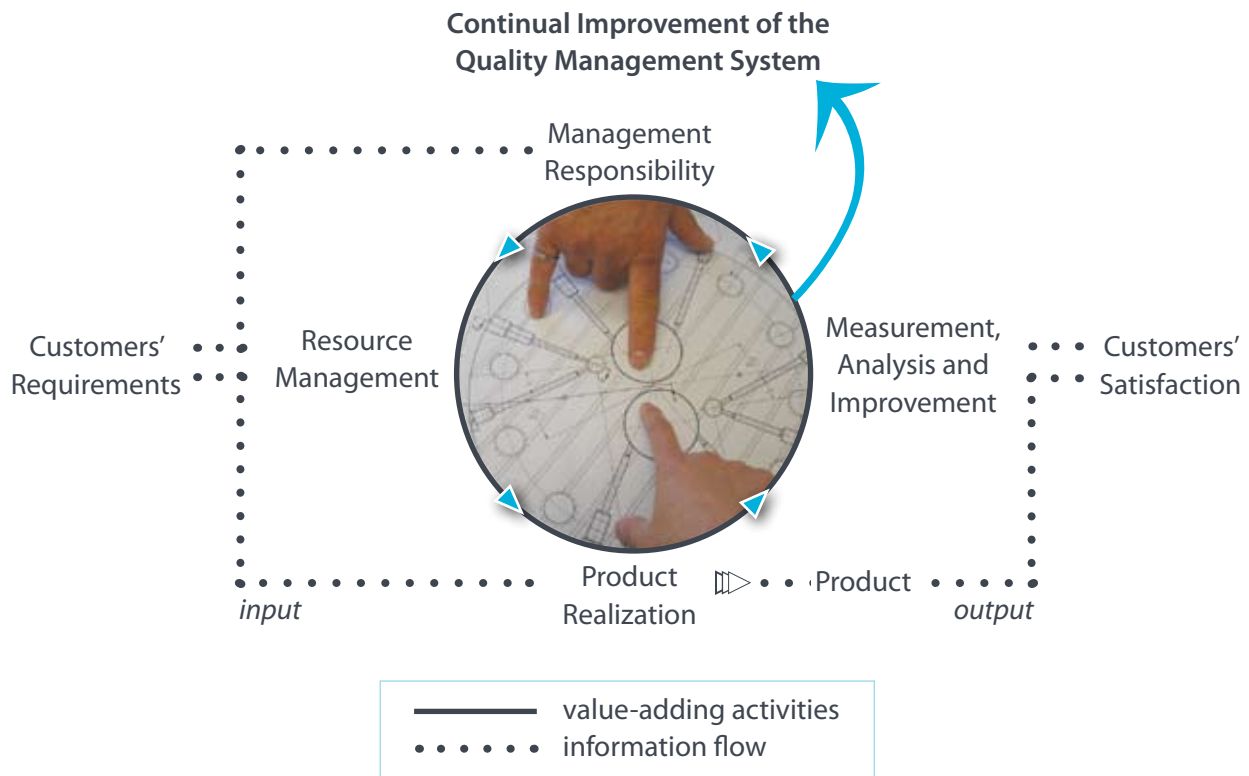 Continual Improvement of the
Quality Management System
Management
Responsibility
Customers’
Requirements
Resource
Management
Measurement,
Analysis and
Improvement
Customers’
Satisfaction
Product
Realization
Product
input
output
value-adding activities
information flow